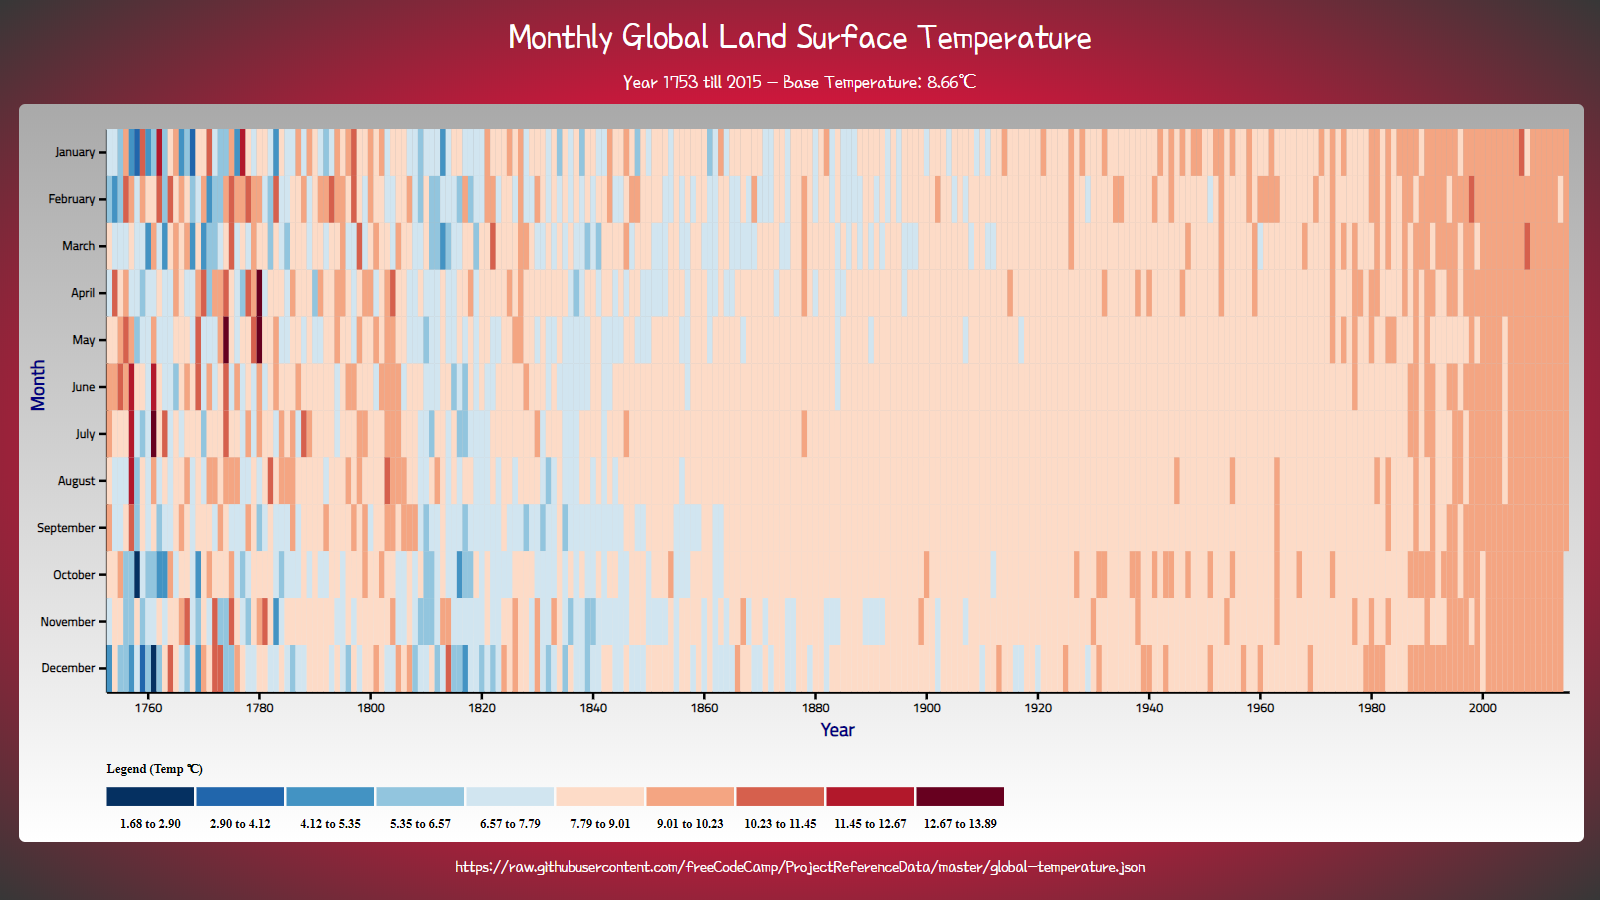 Monthly Global Land Surface Temperature
Year 1753 till 2015 – Base Temperature: 8.66℃
January
February
March
April
May
June
July
August
September
October
November
December
Month
1760 1780 1800 1820 1840 1860 1880 1900 1920 1940 1960 1980 2000
Year
Legend (Temp ℃)
1.68 to 2.90 2.90 to 4.12 4.12 to 5.35 5.35 to 6.57 6.57 to 7.79 7.79 to 9.01 9.01 to 10.23 10.23 to 11.45 11.45 to 12.67 12.67 to 13.89
https://raw.githubusercontent.com/freeCodeCamp/ProjectReferenceData/master/global-temperature.json